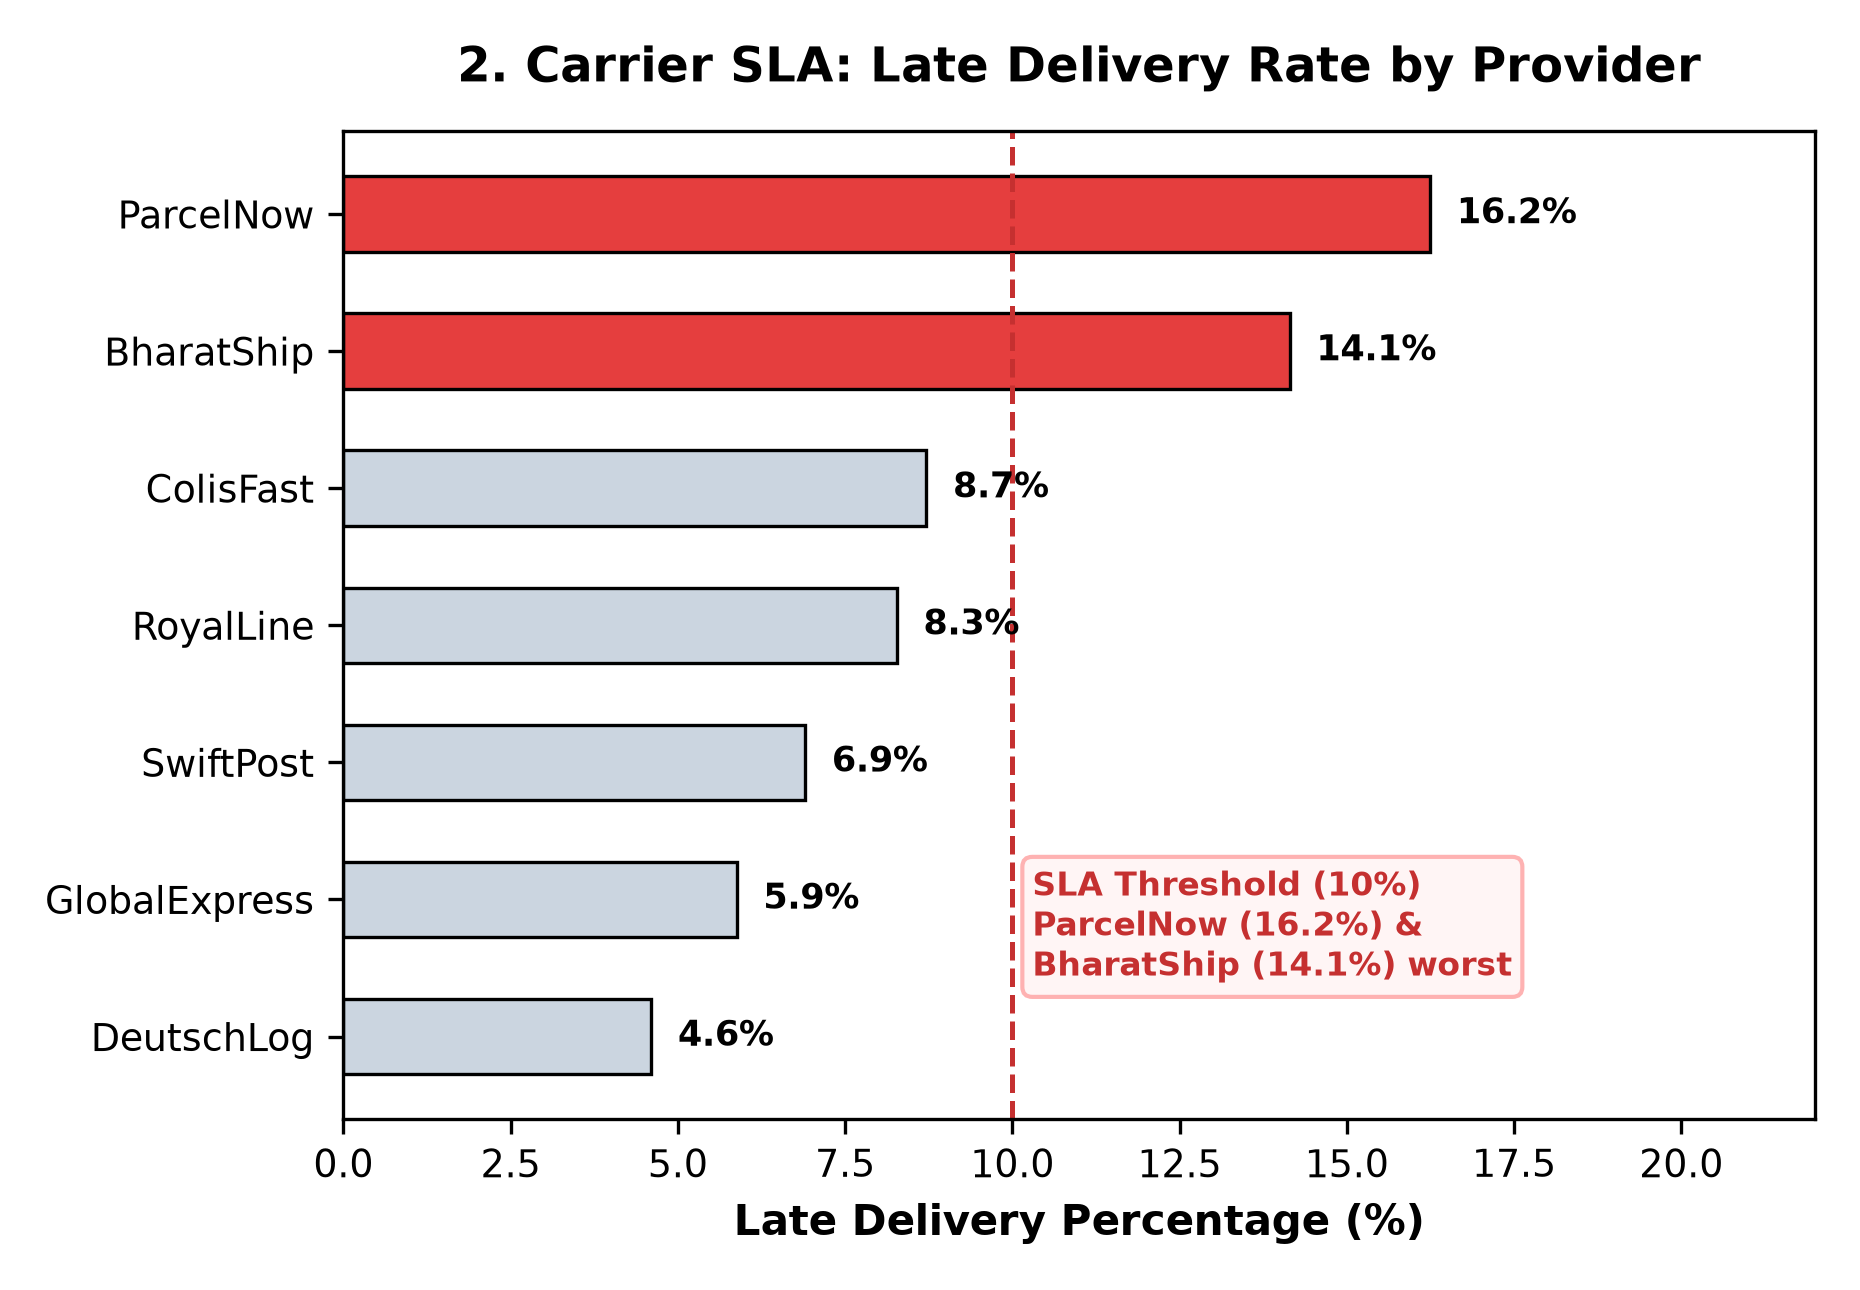 2. Carrier SLA: Late Delivery Rate by Provider
ParcelNow
16.2%
BharatShip
14.1%
ColisFast
8.7%
RoyalLine
8.3%
SwiftPost
6.9%
GlobalExpress
5.9%
SLA Threshold (10%)
ParcelNow (16.2%) &
BharatShip (14.1%) worst
DeutschLog
4.6%
0.0 2.5 5.0 7.5 10.0 12.5 15.0 17.5 20.0
Late Delivery Percentage (%)